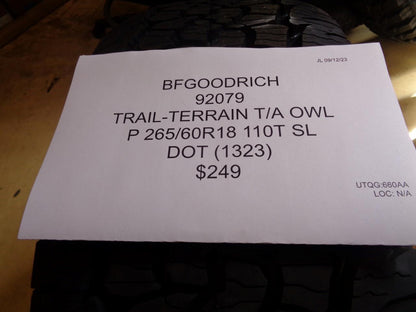 JL 09/12/23
BFGOODRICH
92079
TRAIL-TERRAIN T/A OWL
P 265/60R18 110T SL
DOT (1323)
$249
UTQG:660AA
LOC: N/A